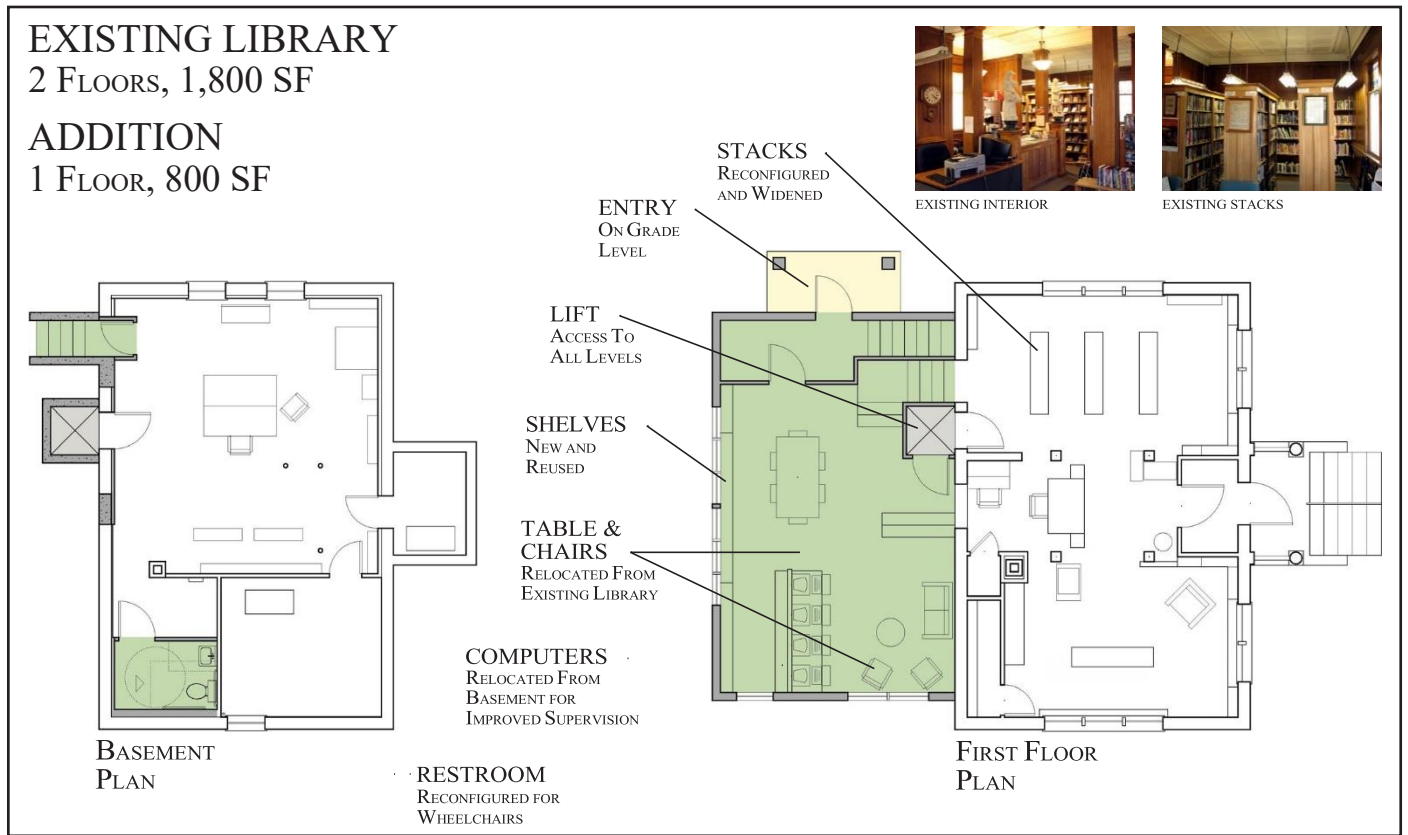 EXISTING LIBRARY
2 Floors, 1,800 SF
ADDITION
1 Floor, 800 SF
EXISTING INTERIOR
EXISTING STACKS
STACKS
Reconfigured
and Widened
ENTRY
On Grade
Level
LIFT
Access To
All Levels
SHELVES
New and
Reused
TABLE &
CHAIRS
Relocated From
Existing Library
COMPUTERS
Relocated From
Basement for
Improved Supervision
RESTROOM
Reconfigured for
Wheelchairs
Basement
Plan
First Floor
Plan